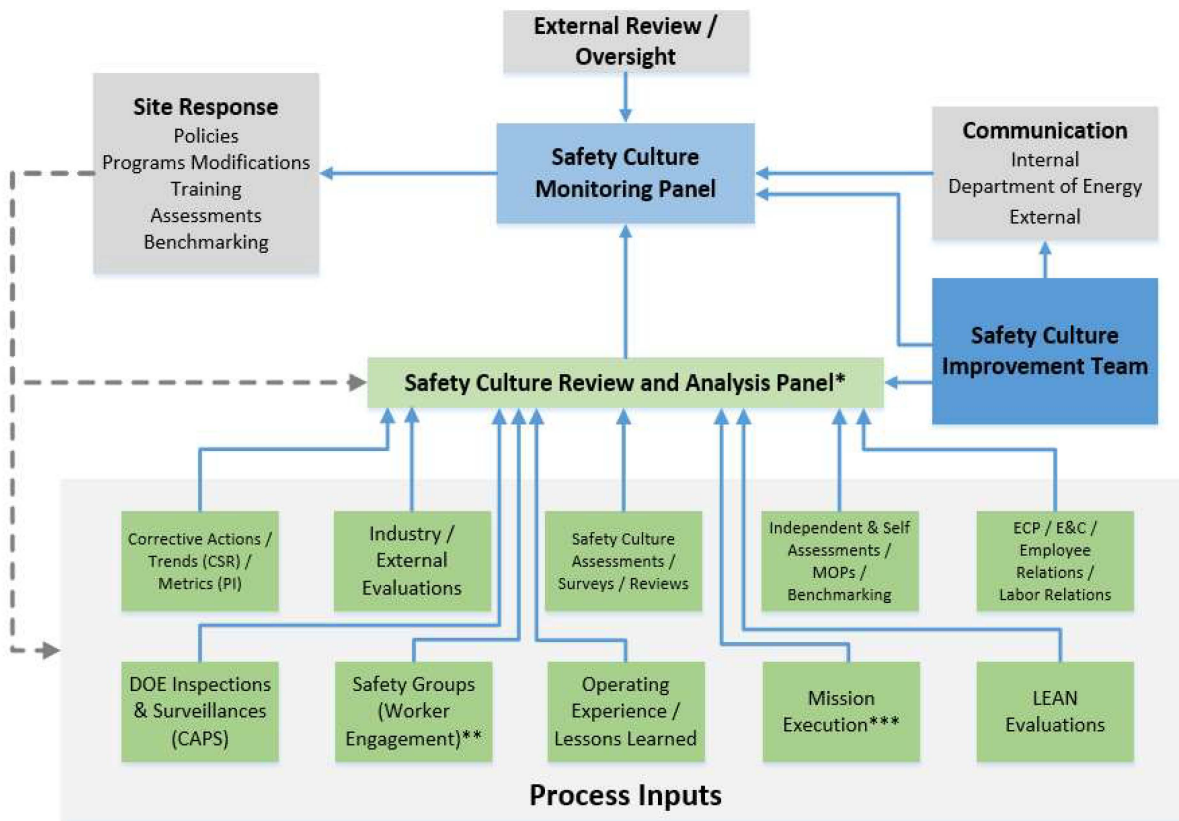 External Review /
Oversight
Site Response
Policies
Programs Modifications
Training
Assessments
Benchmarking
Safety Culture
Monitoring Panel
Communication
Internal
Department of Energy
External
Safety Culture
Improvement Team
Safety Culture Review and Analysis Panel*
Corrective Actions /
Trends (CSR) /
Metrics (PI)
Industry /
External
Evaluations
Safety Culture
Assessments /
Surveys / Reviews
Independent & Self
Assessments /
MOPs /
Benchmarking
ECP / E&C /
Employee
Relations /
Labor Relations
DOE Inspections
& Surveillances
(CAPS)
Safety Groups
(Worker
Engagement)**
Operating
Experience /
Lessons Learned
Mission
Execution***
LEAN
Evaluations
Process Inputs